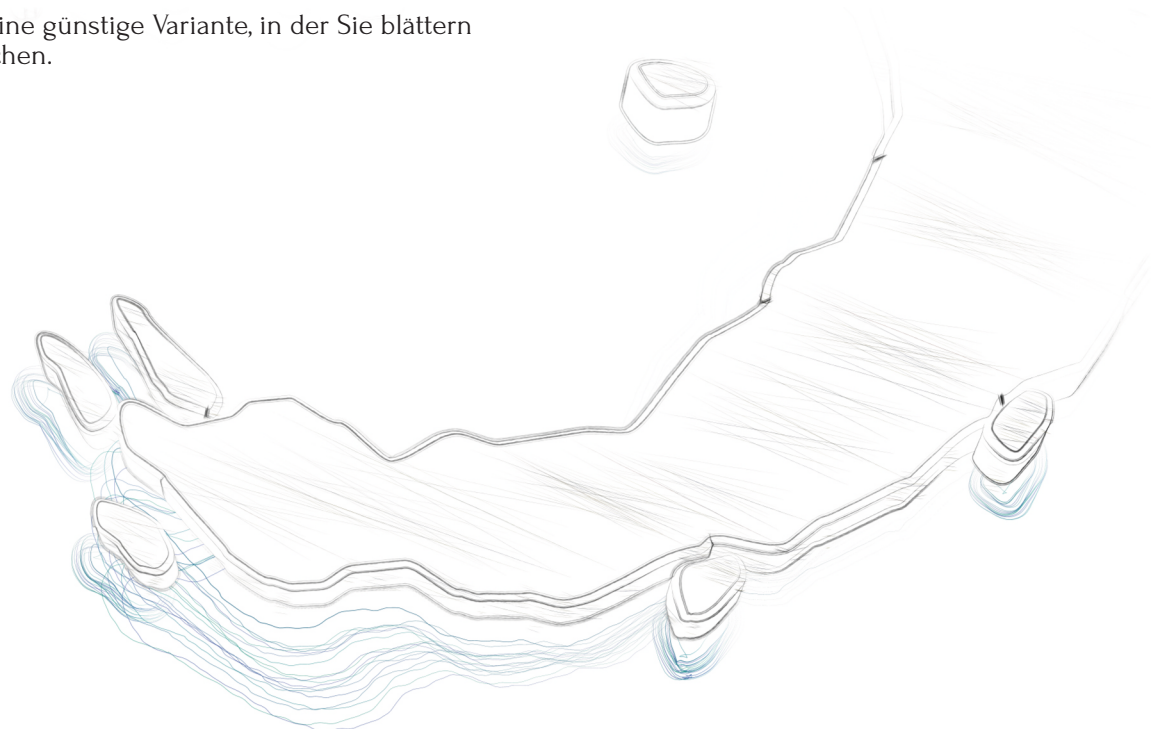 ine günstige Variante, in der Sie blättern
chen.